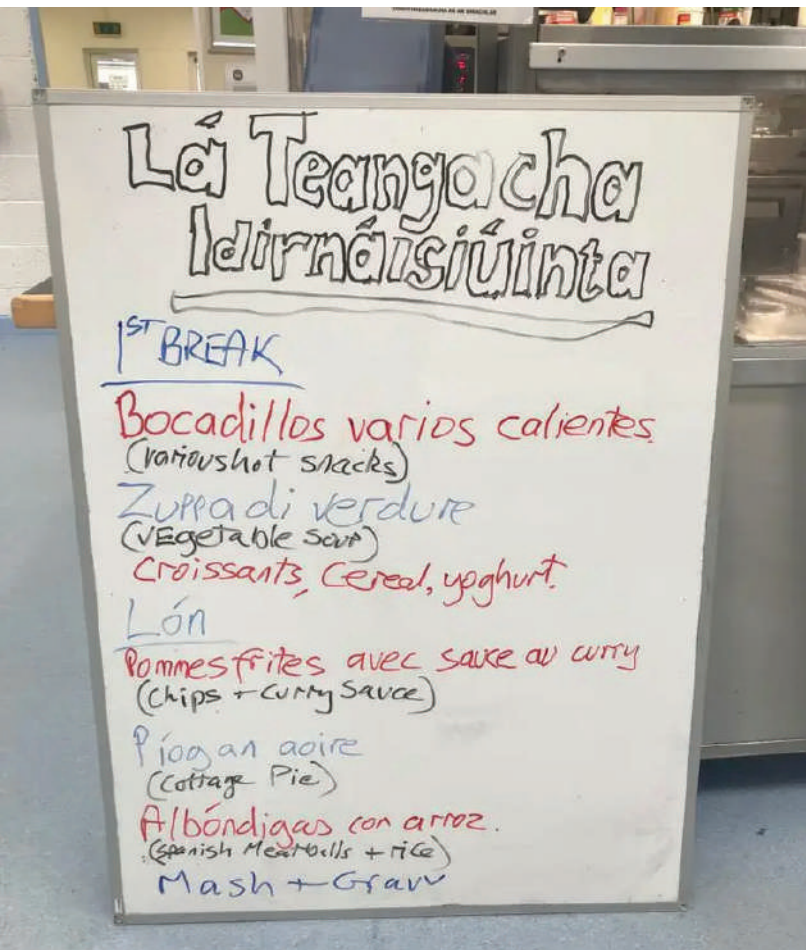 Lá Teangacha
Idirnáisiúinta
1ST BREAK
Bocadillos varios calientes
(various hot snacks)
Zuppa di verdure
(VEgetable Soup)
Croissants, Cereal, yoghurt.
Lón
Pommes frites avec sauce au curry
(Chips + Curry Sauce)
Píog an aoire
(Cottage Pie)
Albóndigas con arroz.
(Spanish Meatballs + rice)
Mash + Gravy